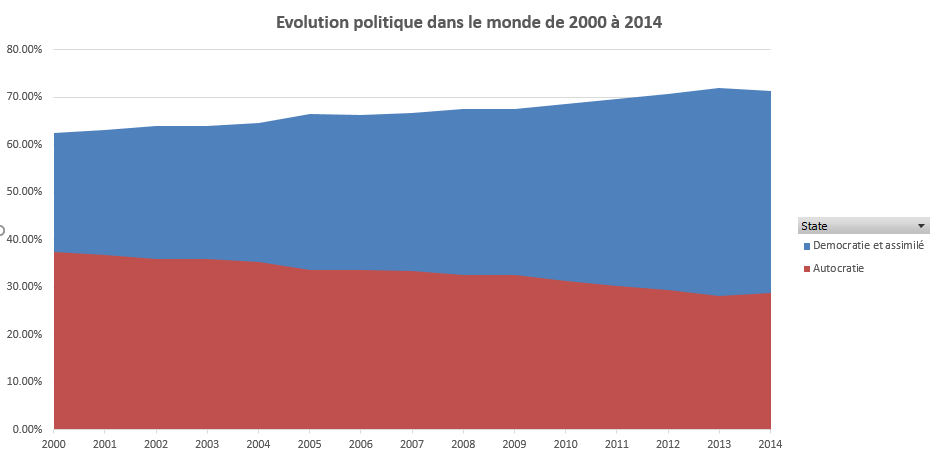 Evolution politique dans le monde de 2000 à 2014
80.00%
70.00%
60.00%
50.00%
40.00%
30.00%
20.00%
10.00%
0.00%
2000 2001 2002 2003 2004 2005 2006 2007 2008 2009 2010 2011 2012 2013 2014
State
Democratie et assimilé
Autocratie